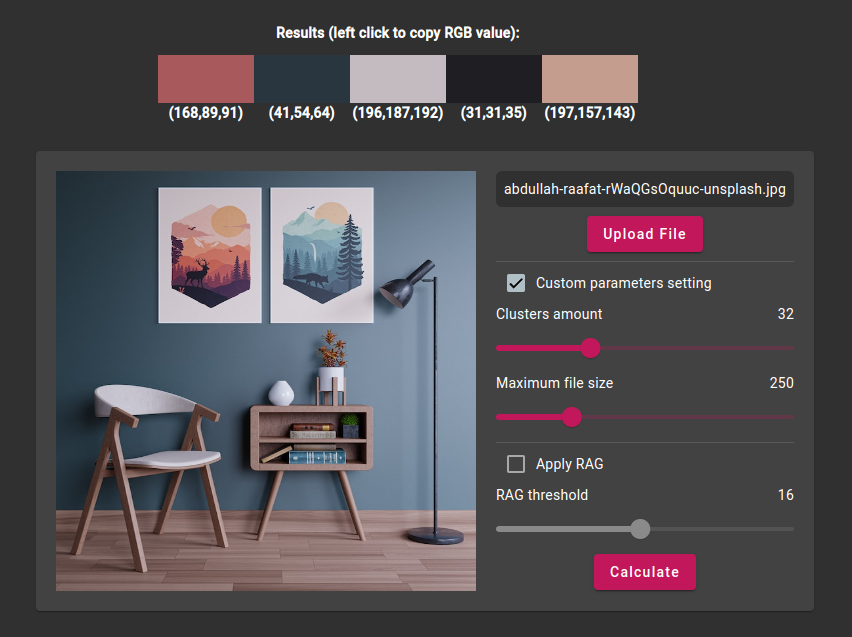 Results (left click to copy RGB value):
(168,89,91) (41,54,64) (196,187,192) (31,31,35) (197,157,143)
abdullah-raafat-rWaQGsOquuc-unsplash.jpg
Upload File
Custom parameters setting
Clusters amount 32
Maximum file size 250
Apply RAG
RAG threshold 16
Calculate